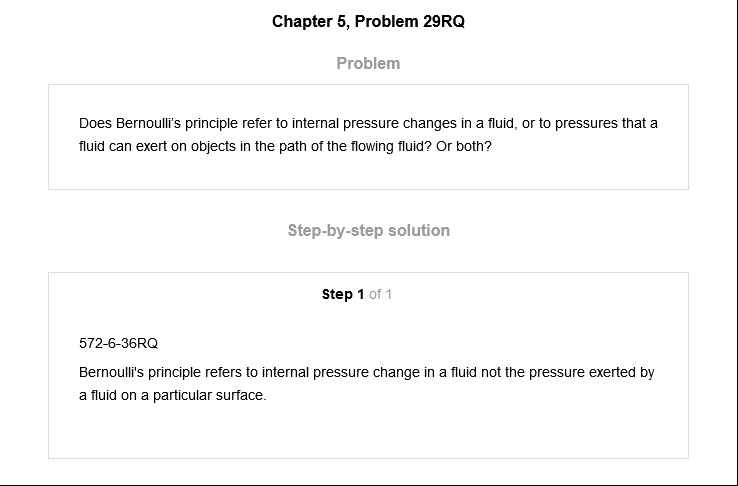 Chapter 5, Problem 29RQ
Problem
Does Bernoulli's principle refer to internal pressure changes in a fluid, or to pressures that a
fluid can exert on objects in the path of the flowing fluid? Or both?
Step-by-step solution
Step 1 of 1
572-6-36RQ
Bernoulli's principle refers to internal pressure change in a fluid not the pressure exerted by
a fluid on a particular surface.